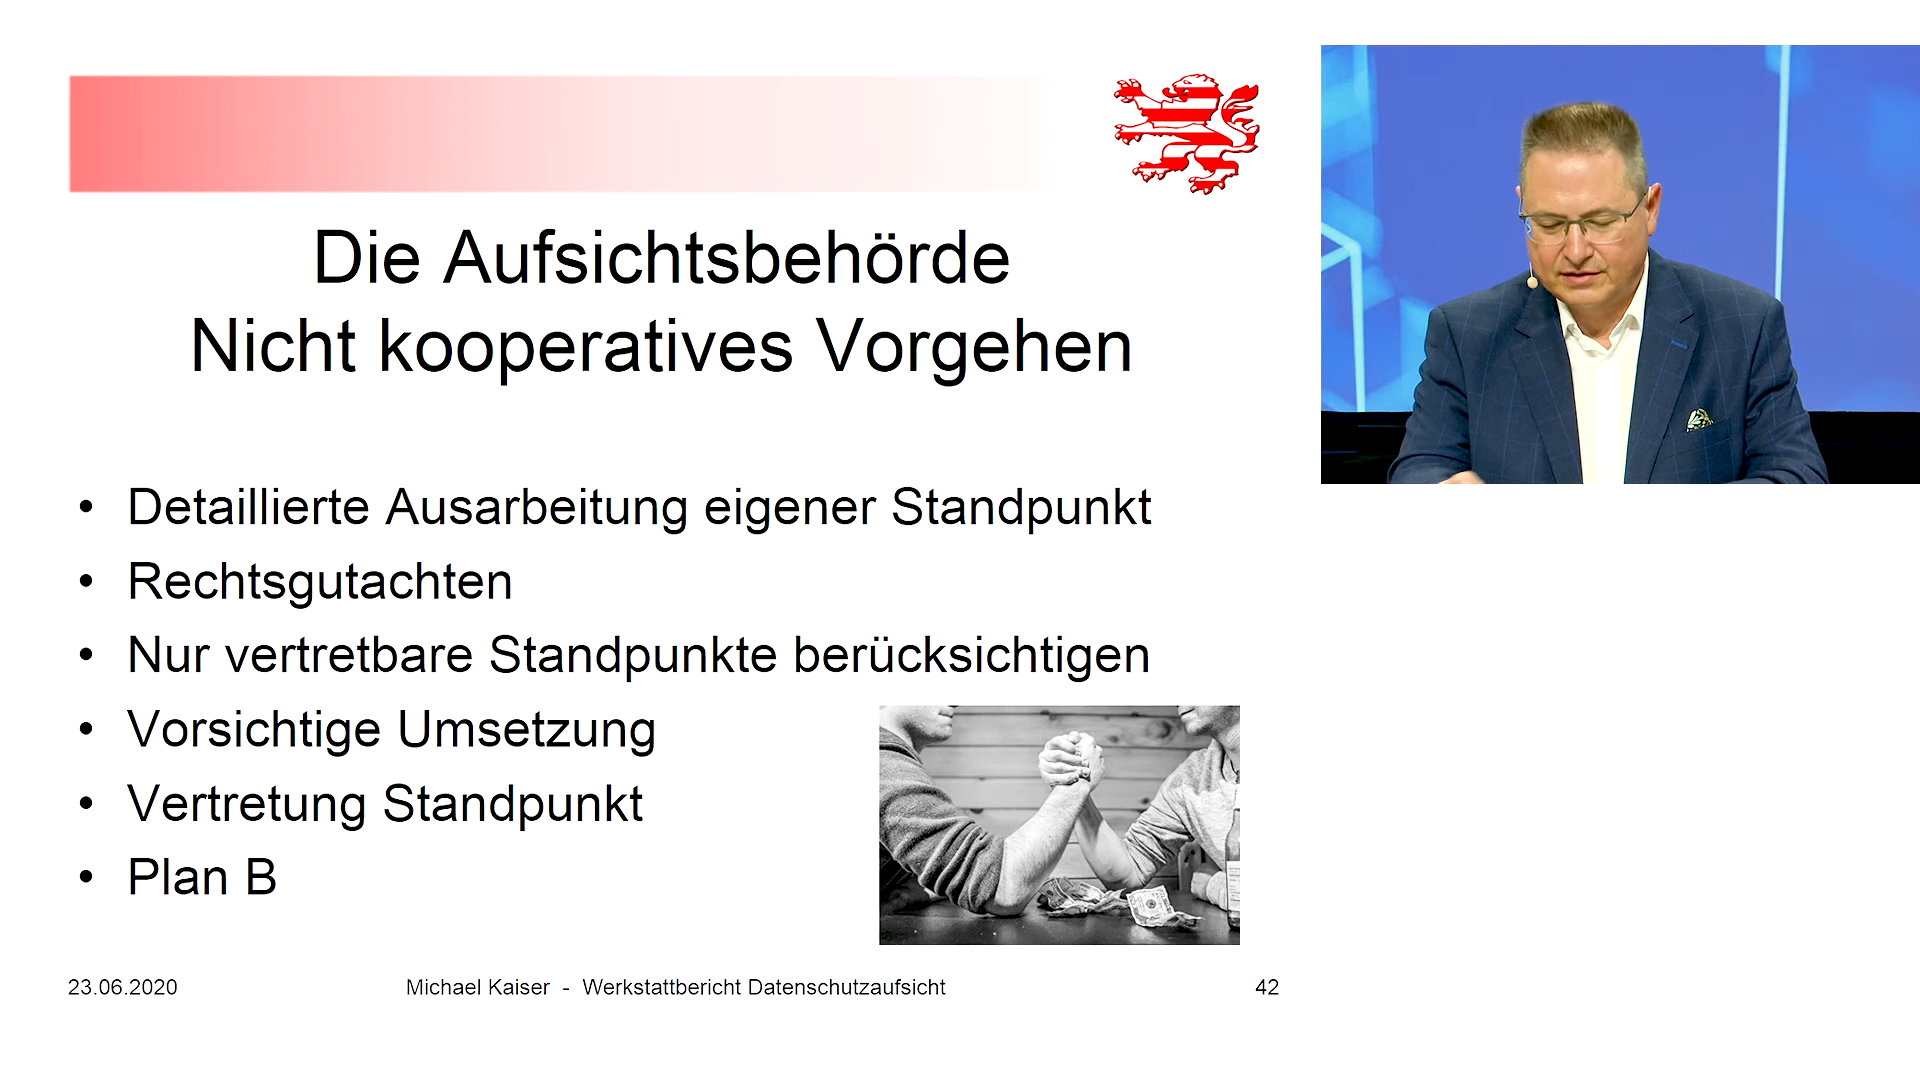 Die Aufsichtsbehörde
Nicht kooperatives Vorgehen
• Detaillierte Ausarbeitung eigener Standpunkt
• Rechtsgutachten
• Nur vertretbare Standpunkte berücksichtigen
• Vorsichtige Umsetzung
• Vertretung Standpunkt
• Plan B
23.06.2020 Michael Kaiser - Werkstattbericht Datenschutzaufsicht 42